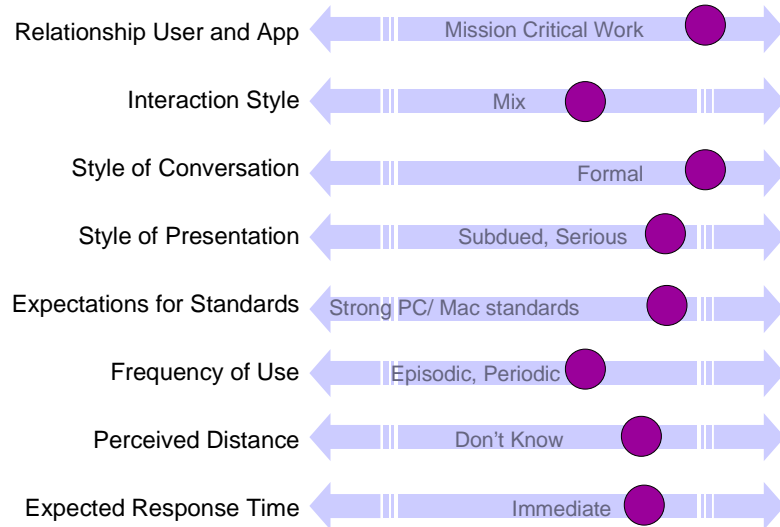 Relationship User and App
Mission Critical Work
Interaction Style
Mix
Style of Conversation
Formal
Style of Presentation
Subdued, Serious
Expectations for Standards
Strong PC/ Mac standards
Frequency of Use
Episodic, Periodic
Perceived Distance
Don't Know
Expected Response Time
Immediate